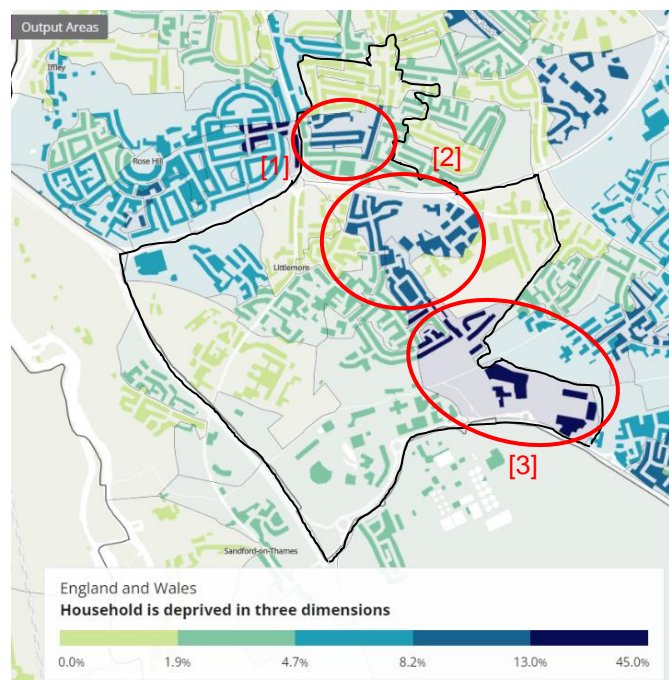 Output Areas
Iffley
[1]
[2]
Rose Hill
Littlemore
[3]
Sandford-on-Thames
England and Wales
Household is deprived in three dimensions
0.0% 1.9% 4.7% 8.2% 13.0% 45.0%